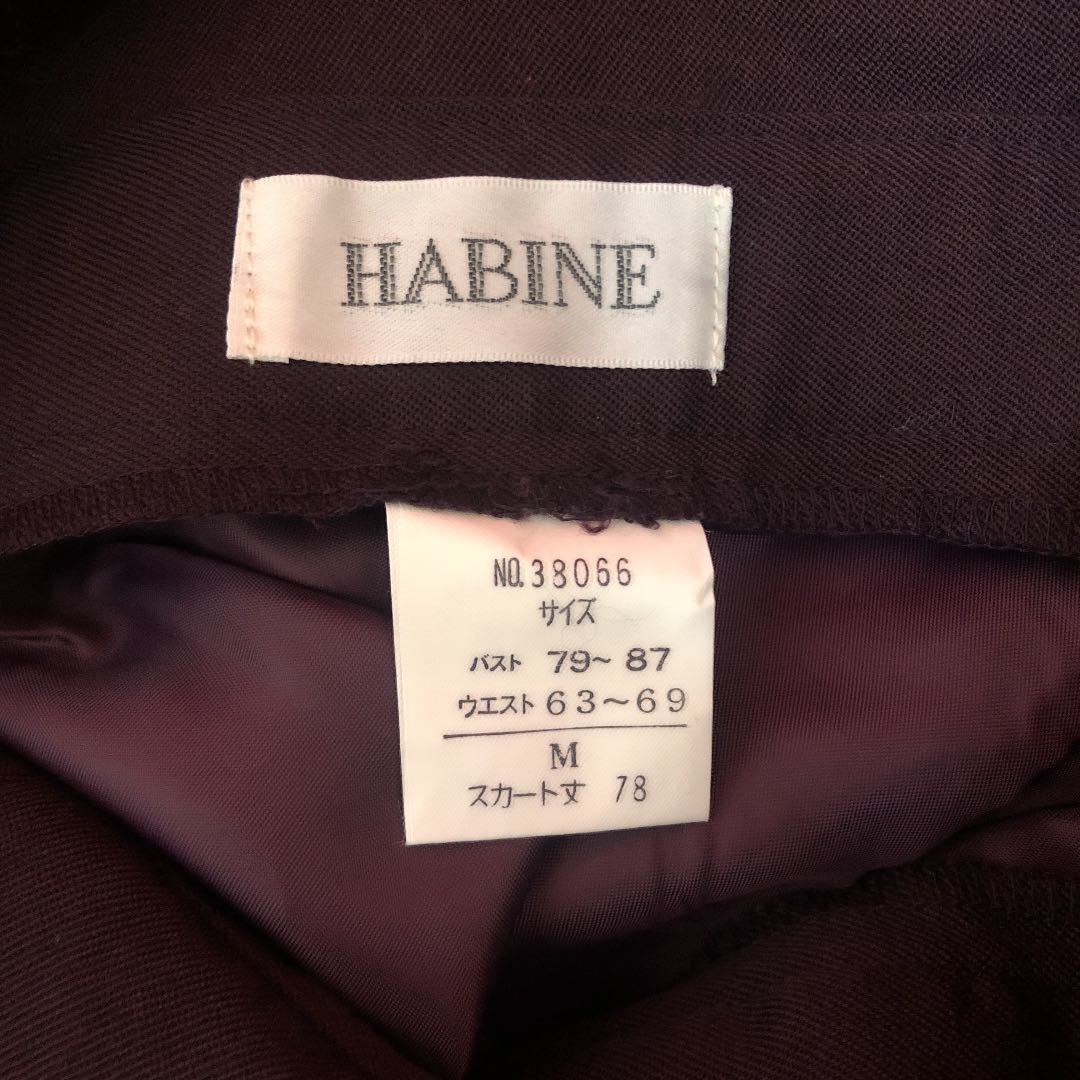 HABINE
NO.38066
サイズ
バスト 79~87
ウエスト 63~69
M
スカート丈 78